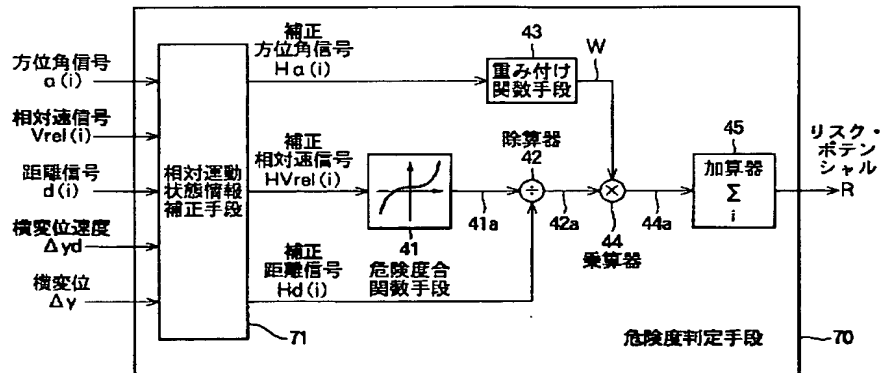 方位角信号
a(i)
相対速信号
Vrel(i)
距離信号
d(i)
横変位速度
Δyd
横変位
Δy
相対運動
状態情報
補正手段
71
補正
方位角信号
Ha(i)
補正
相対速信号
HVrel(i)
補正
距離信号
Hd(i)
41
危険度合
関数手段
41a
除算器
42
÷
42a
43
重み付け
関数手段
W
×
44
乗算器
44a
45
加算器
Σ
i
リスク・
ポテン
シャル
R
危険度判定手段
70